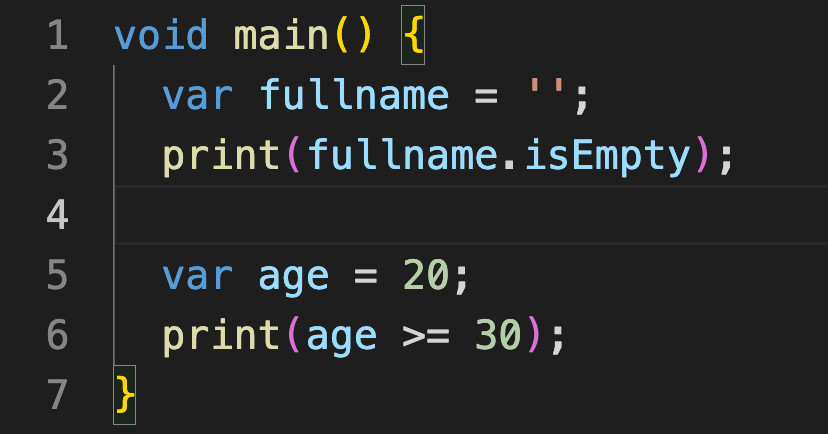 1 void main() {
2 var fullname = '';
3 print(fullname.isEmpty);
4
5 var age = 20;
6 print(age >= 30);
7 }